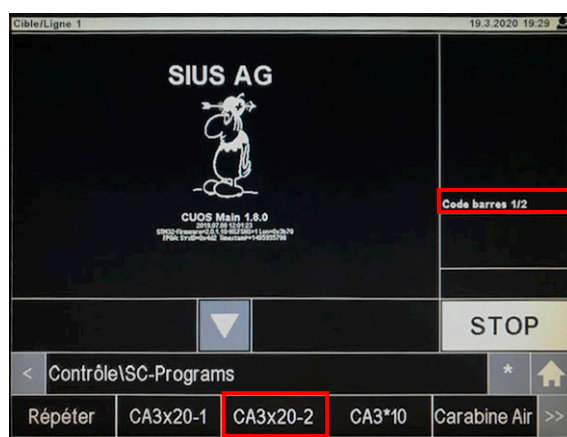 Cible/Ligne 1
19.3.2020 19:29
SIUS AG
Code barres 1/2
CUOS Main 1.8.0
STOP
< Contrôle\SC-Programs *
Répéter CA3x20-1 CA3x20-2 CA3*10 Carabine Air >>